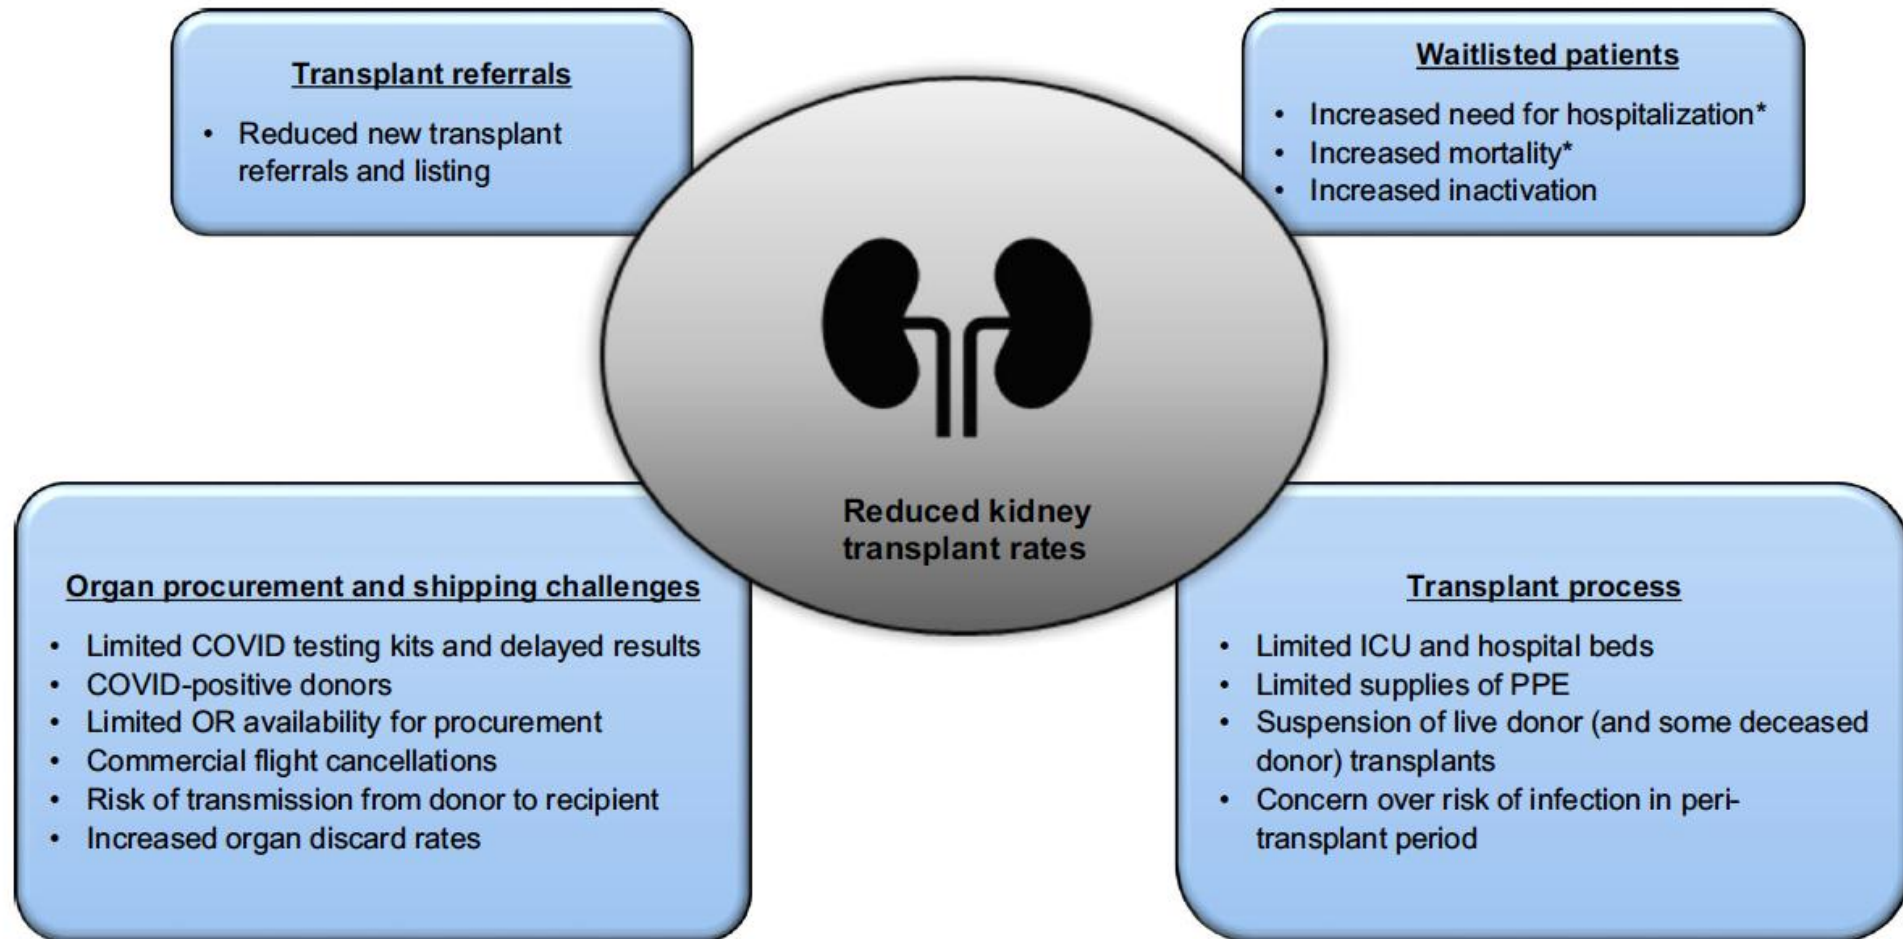 Transplant referrals
• Reduced new transplant
referrals and listing
Waitlisted patients
• Increased need for hospitalization*
• Increased mortality*
• Increased inactivation
Reduced kidney
transplant rates
Organ procurement and shipping challenges
• Limited COVID testing kits and delayed results
• COVID-positive donors
• Limited OR availability for procurement
• Commercial flight cancellations
• Risk of transmission from donor to recipient
• Increased organ discard rates
Transplant process
• Limited ICU and hospital beds
• Limited supplies of PPE
• Suspension of live donor (and some deceased
donor) transplants
• Concern over risk of infection in peri-
transplant period